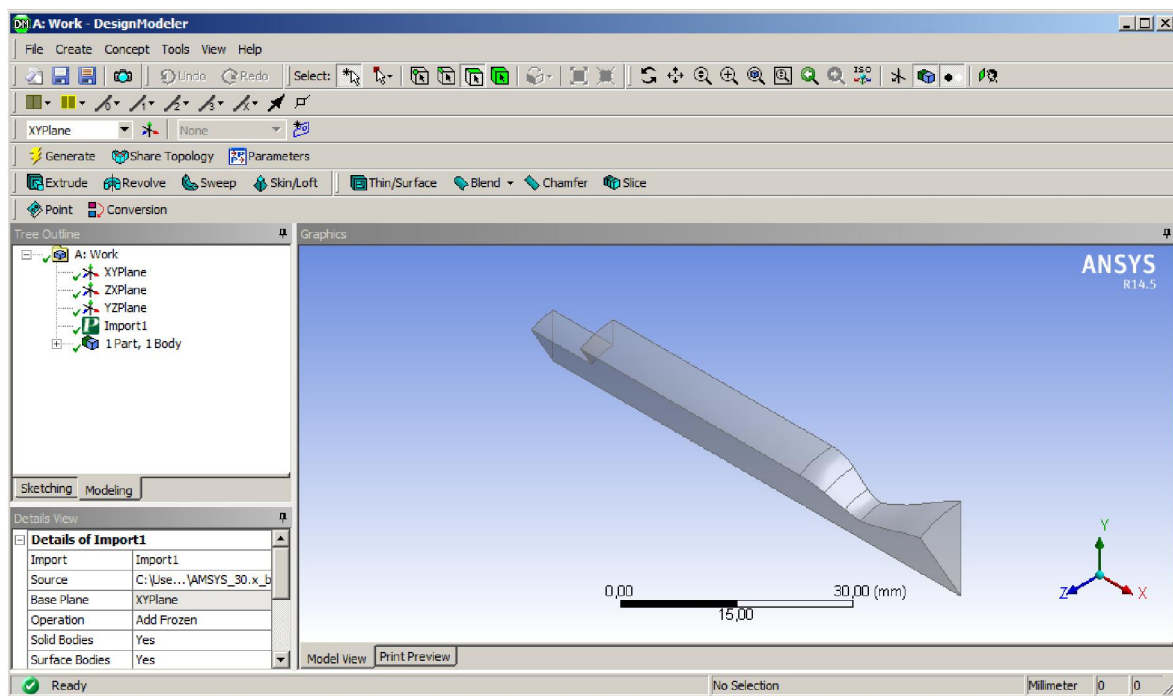 A: Work - DesignModeler
File Create Concept Tools View Help
Undo Redo Select: ISO
XYPlane None
Generate Share Topology Parameters
Extrude Revolve Sweep Skin/Loft Thin/Surface Blend Chamfer Slice
Point Conversion
Tree Outline
A: Work
XYPlane
ZXPlane
YZPlane
Import1
1 Part, 1 Body
Sketching Modeling
Details View
Details of Import1
Import Import1
Source C:\Use...\AMSYS_30.x_b
Base Plane XYPlane
Operation Add Frozen
Solid Bodies Yes
Surface Bodies Yes
Graphics
ANSYS
R14.5
0,00 30,00 (mm)
15,00
Y
Z X
Model View Print Preview
Ready No Selection Millimeter 0 0